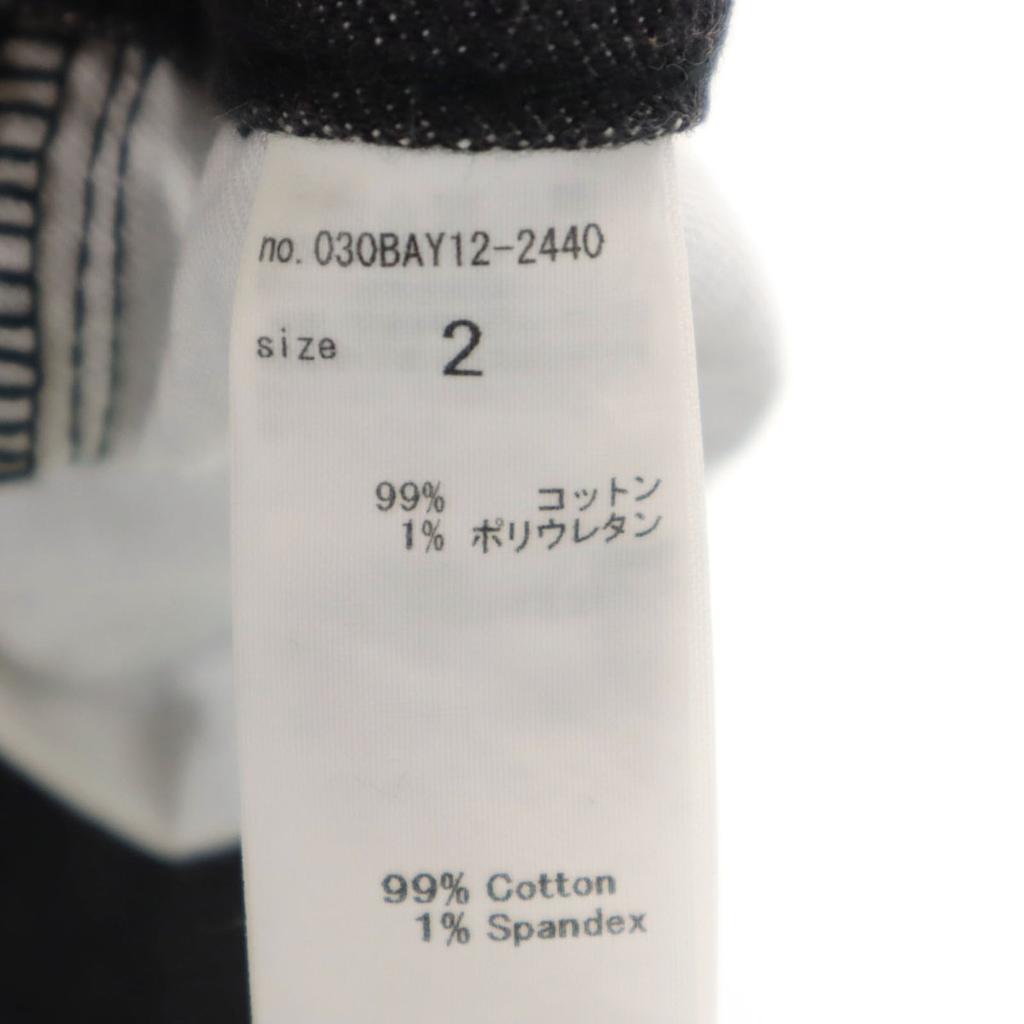 no. 030BAY12-2440
size 2
99% コットン
1% ポリウレタン
99% Cotton
1% Spandex